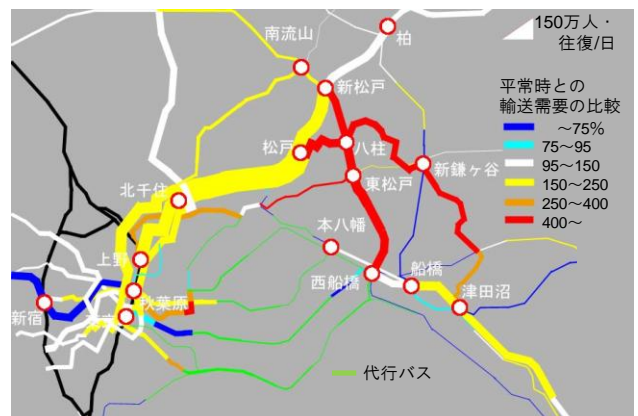 150万人・
往復/日
平常時との
輸送需要の比較
～75%
75～95
95～150
150～250
250～400
400～
南流山
柏
新松戸
松戸
八柱
新鎌ヶ谷
北千住
東松戸
本八幡
上野
西船橋
船橋
津田沼
秋葉原
新宿
代行バス